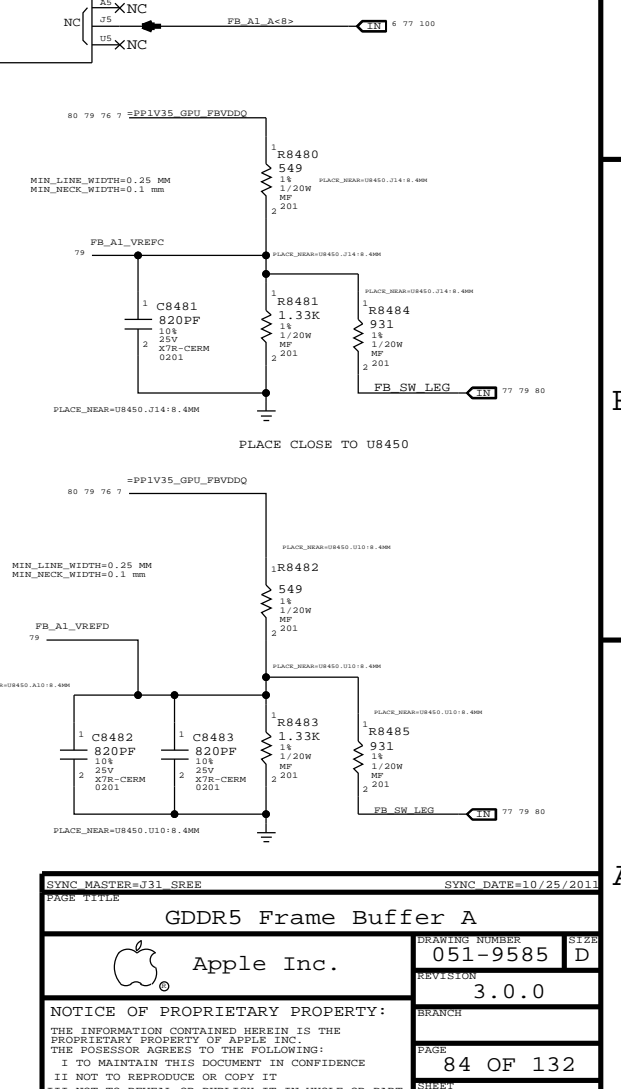 A5 NC
NC J5 FB_A1_A<8> IN 6 77 100
U5 NC
80 79 76 7 =PP1V35_GPU_FBVDDQ
1
R8480
549
1%
1/20W
MF
201
2
PLACE_NEAR=U8450.J14:8.4MM
MIN_LINE_WIDTH=0.25 MM
MIN_NECK_WIDTH=0.1 mm
FB_A1_VREFC
79
PLACE_NEAR=U8450.J14:8.4MM
1
C8481
820PF
10%
25V
X7R-CERM
0201
2
1
R8481
1.33K
1%
1/20W
MF
201
2
PLACE_NEAR=U8450.J14:8.4MM
1
R8484
931
1%
1/20W
MF
201
2
FB_SW_LEG IN 77 79 80
PLACE_NEAR=U8450.J14:8.4MM
PLACE CLOSE TO U8450
=PP1V35_GPU_FBVDDQ
80 79 76 7
PLACE_NEAR=U8450.U10:8.4MM
1
R8482
549
1%
1/20W
MF
201
2
MIN_LINE_WIDTH=0.25 MM
MIN_NECK_WIDTH=0.1 mm
FB_A1_VREFD
79
PLACE_NEAR=U8450.U10:8.4MM
R=U8450.A10:8.4MM
1
C8482
820PF
10%
25V
X7R-CERM
0201
2
1
C8483
820PF
10%
25V
X7R-CERM
0201
2
1
R8483
1.33K
1%
1/20W
MF
201
2
PLACE_NEAR=U8450.U10:8.4MM
1
R8485
931
1%
1/20W
MF
201
2
FB_SW_LEG IN 77 79 80
PLACE_NEAR=U8450.U10:8.4MM
A
SYNC_MASTER=J31_SREE SYNC_DATE=10/25/2011
PAGE TITLE
GDDR5 Frame Buffer A
Apple Inc.
®
DRAWING NUMBER
051-9585
SIZE
D
REVISION
3.0.0
BRANCH
NOTICE OF PROPRIETARY PROPERTY:
THE INFORMATION CONTAINED HEREIN IS THE
PROPRIETARY PROPERTY OF APPLE INC.
THE POSESSOR AGREES TO THE FOLLOWING:
I TO MAINTAIN THIS DOCUMENT IN CONFIDENCE
II NOT TO REPRODUCE OR COPY IT
PAGE
84 OF 132
SHEET